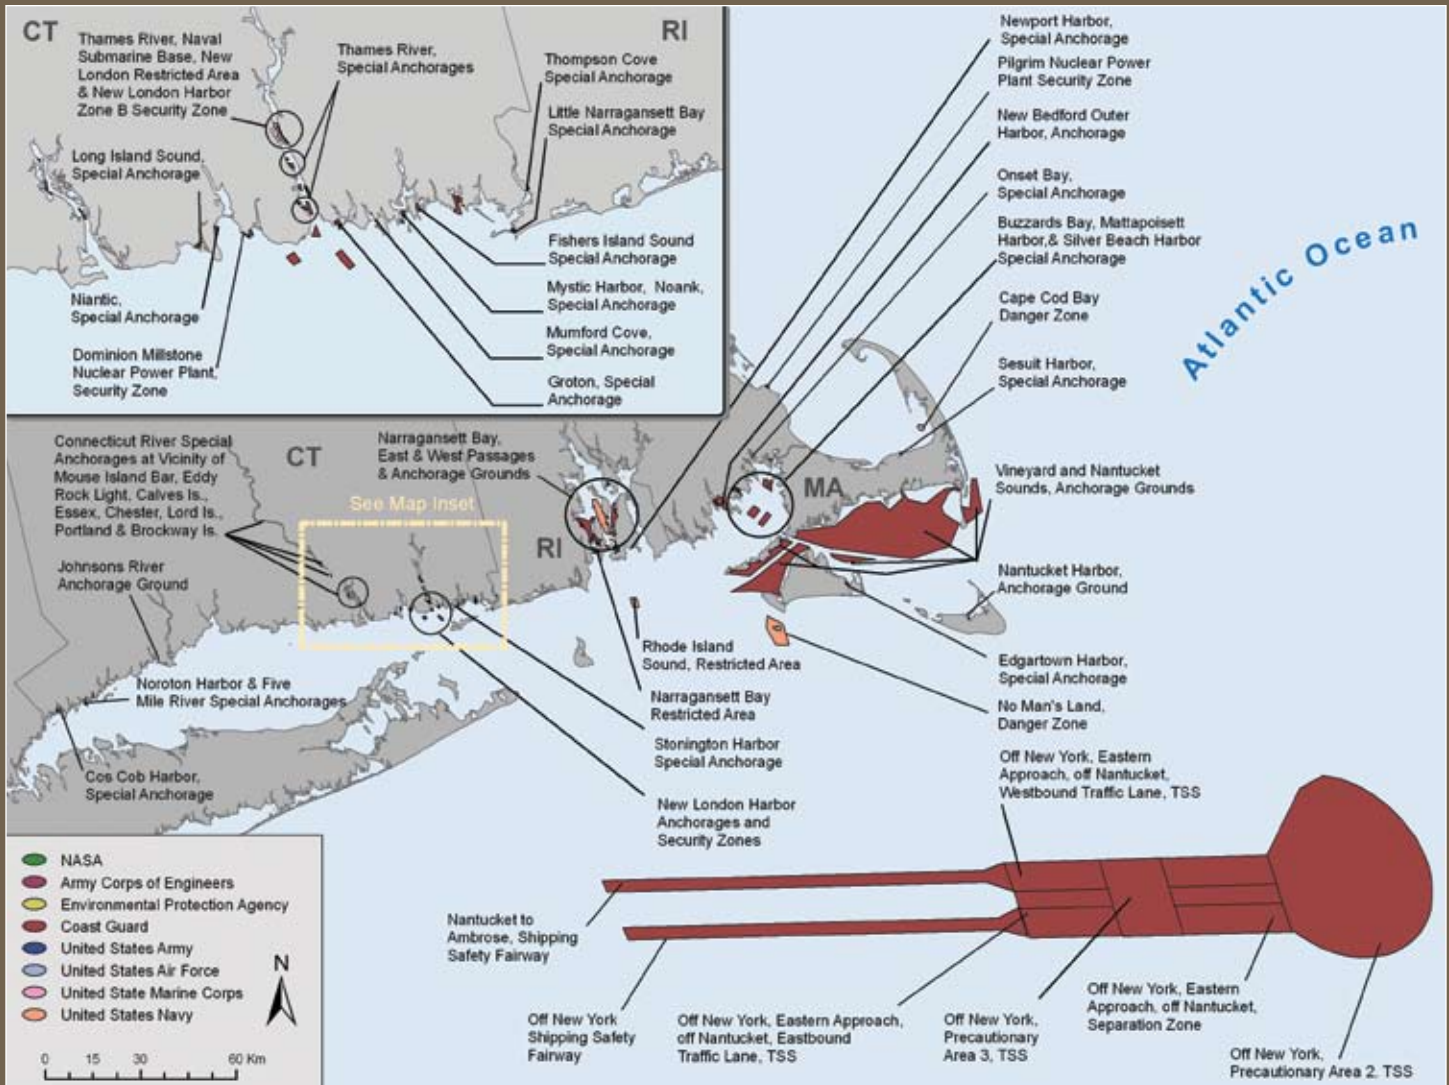 CT
RI
Thames River, Naval
Submarine Base, New
London Restricted Area
& New London Harbor
Zone B Security Zone
Thames River,
Special Anchorages
Thompson Cove
Special Anchorage
Little Narragansett Bay
Special Anchorage
Long Island Sound,
Special Anchorage
Fishers Island Sound
Special Anchorage
Mystic Harbor, Noank,
Special Anchorage
Mumford Cove,
Special Anchorage
Groton, Special
Anchorage
Niantic,
Special Anchorage
Dominion Millstone
Nuclear Power Plant,
Security Zone
Newport Harbor,
Special Anchorage
Pilgrim Nuclear Power
Plant Security Zone
New Bedford Outer
Harbor, Anchorage
Onset Bay,
Special Anchorage
Buzzards Bay, Mattapoisett
Harbor,& Silver Beach Harbor
Special Anchorage
Cape Cod Bay
Danger Zone
Sesuit Harbor,
Special Anchorage
Atlantic Ocean
Connecticut River Special
Anchorages at Vicinity of
Mouse Island Bar, Eddy
Rock Light, Calves Is.,
Essex, Chester, Lord Is.,
Portland & Brockway Is.
CT
Narragansett Bay,
East & West Passages
& Anchorage Grounds
See Map Inset
RI
MA
Vineyard and Nantucket
Sounds, Anchorage Grounds
Johnsons River
Anchorage Ground
Nantucket Harbor,
Anchorage Ground
Rhode Island
Sound, Restricted Area
Edgartown Harbor,
Special Anchorage
Noroton Harbor & Five
Mile River Special Anchorages
Narragansett Bay
Restricted Area
No Man's Land,
Danger Zone
Stonington Harbor
Special Anchorage
Cos Cob Harbor,
Special Anchorage
New London Harbor
Anchorages and
Security Zones
Off New York, Eastern
Approach, off Nantucket,
Westbound Traffic Lane, TSS
Nantucket to
Ambrose, Shipping
Safety Fairway
Off New York
Shipping Safety
Fairway
Off New York, Eastern Approach,
off Nantucket, Eastbound
Traffic Lane, TSS
Off New York,
Precautionary
Area 3, TSS
Off New York, Eastern
Approach, off Nantucket,
Separation Zone
Off New York,
Precautionary Area 2, TSS
NASA
Army Corps of Engineers
Environmental Protection Agency
Coast Guard
United States Army
United States Air Force
United State Marine Corps
United States Navy
N
0 15 30 60 Km